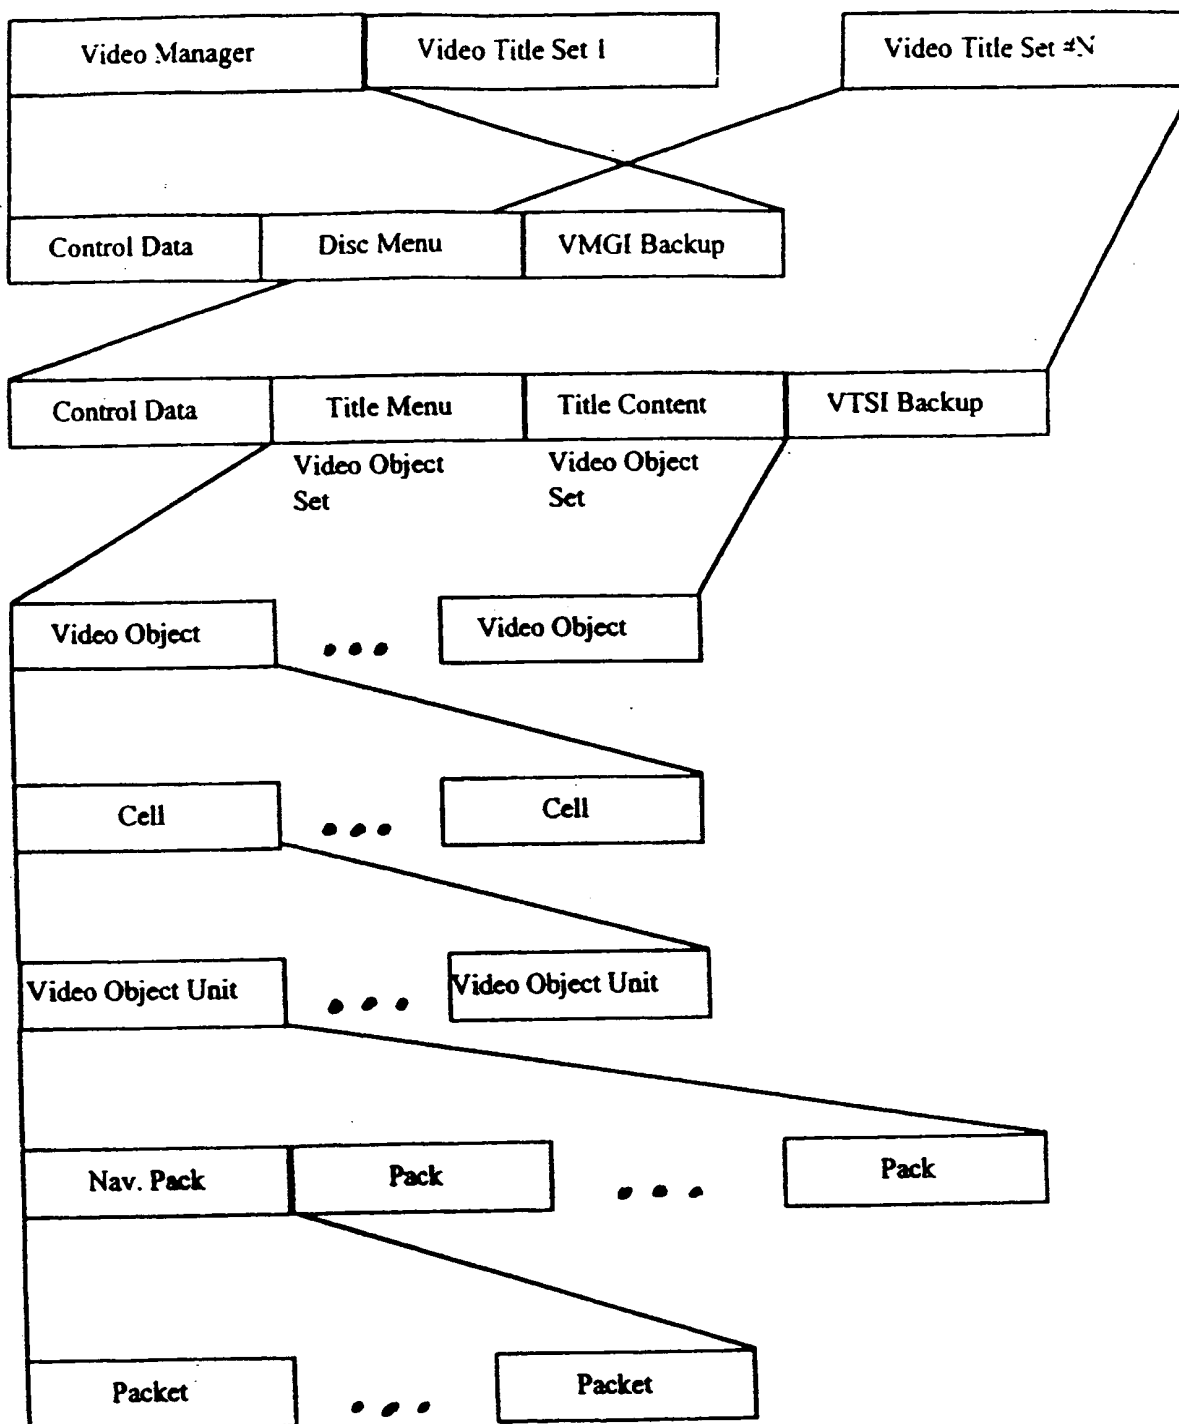 Video Manager
Video Title Set 1
Video Title Set #N
Control Data
Disc Menu
VMGI Backup
Control Data
Title Menu
Title Content
VTSI Backup
Video Object
Set
Video Object
Set
Video Object
Video Object
Cell
Cell
Video Object Unit
Video Object Unit
Nav. Pack
Pack
Pack
Packet
Packet